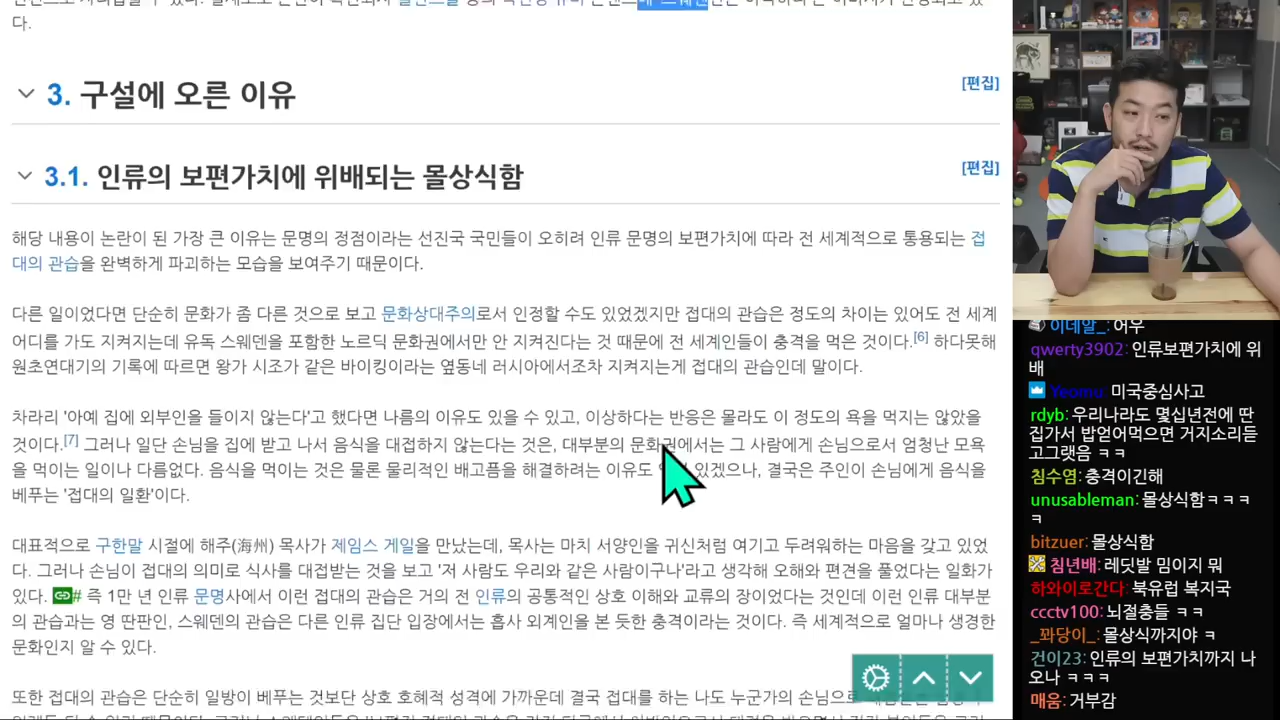 다.
3. 구설에 오른 이유
[편집]
3.1. 인류의 보편가치에 위배되는 몰상식함
[편집]
해당 내용이 논란이 된 가장 큰 이유는 문명의 정점이라는 선진국 국민들이 오히려 인류 문명의 보편가치에 따라 전 세계적으로 통용되는 접
대의 관습을 완벽하게 파괴하는 모습을 보여주기 때문이다.
다른 일이었다면 단순히 문화가 좀 다른 것으로 보고 문화상대주의로서 인정할 수도 있었겠지만 접대의 관습은 정도의 차이는 있어도 전 세계
어디를 가도 지켜지는데 유독 스웨덴을 포함한 노르딕 문화권에서만 안 지켜진다는 것 때문에 전 세계인들이 충격을 먹은 것이다.[6] 하다못해
원초연대기의 기록에 따르면 왕가 시조가 같은 바이킹이라는 옆동네 러시아에서조차 지켜지는게 접대의 관습인데 말이다.
차라리 '아예 집에 외부인을 들이지 않는다'고 했다면 나름의 이유도 있을 수 있고, 이상하다는 반응은 몰라도 이 정도의 욕을 먹지는 않았을
것이다.[7] 그러나 일단 손님을 집에 받고 나서 음식을 대접하지 않는다는 것은, 대부분의 문화권에서는 그 사람에게 손님으로서 엄청난 모욕
을 먹이는 일이나 다름없다. 음식을 먹이는 것은 물론 물리적인 배고픔을 해결하려는 이유도 있겠으나, 결국은 주인이 손님에게 음식을
베푸는 '접대의 일환'이다.
대표적으로 구한말 시절에 해주(海州) 목사가 제임스 게일을 만났는데, 목사는 마치 서양인을 귀신처럼 여기고 두려워하는 마음을 갖고 있었
다. 그러나 손님이 접대의 의미로 식사를 대접받는 것을 보고 '저 사람도 우리와 같은 사람이구나'라고 생각해 오해와 편견을 풀었다는 일화가
있다. # 즉 1만 년 인류 문명사에서 이런 접대의 관습은 거의 전 인류의 공통적인 상호 이해와 교류의 장이었다는 것인데 이런 인류 대부분
의 관습과는 영 딴판인, 스웨덴의 관습은 다른 인류 집단 입장에서는 흡사 외계인을 본 듯한 충격이라는 것이다. 즉 세계적으로 얼마나 생경한
문화인지 알 수 있다.
또한 접대의 관습은 단순히 일방이 베푸는 것보단 상호 호혜적 성격에 가까운데 결국 접대를 하는 나도 누군가의 손님으로
이데알_: 어우
qwerty3902: 인류보편가치에 위
배
Yeomu 미국중심사고
rdyb: 우리나라도 몇십년전에 딴
집가서 밥얻어먹으면 거지소리듣
고그랬음 ㅋㅋ
침수염: 충격이긴해
unusableman: 몰상식함ㅋㅋㅋ
ㅋ
bitzuer: 몰상식함
침년배: 레딧발 밈이지 뭐
하와이로간다: 북유럽 복지국
ccctv100: 뇌절충들 ㅋㅋ
_꽈당이_: 몰상식까지야 ㅋ
건이23: 인류의 보편가치까지 나
오나 ㅋㅋㅋ
매움: 거부감